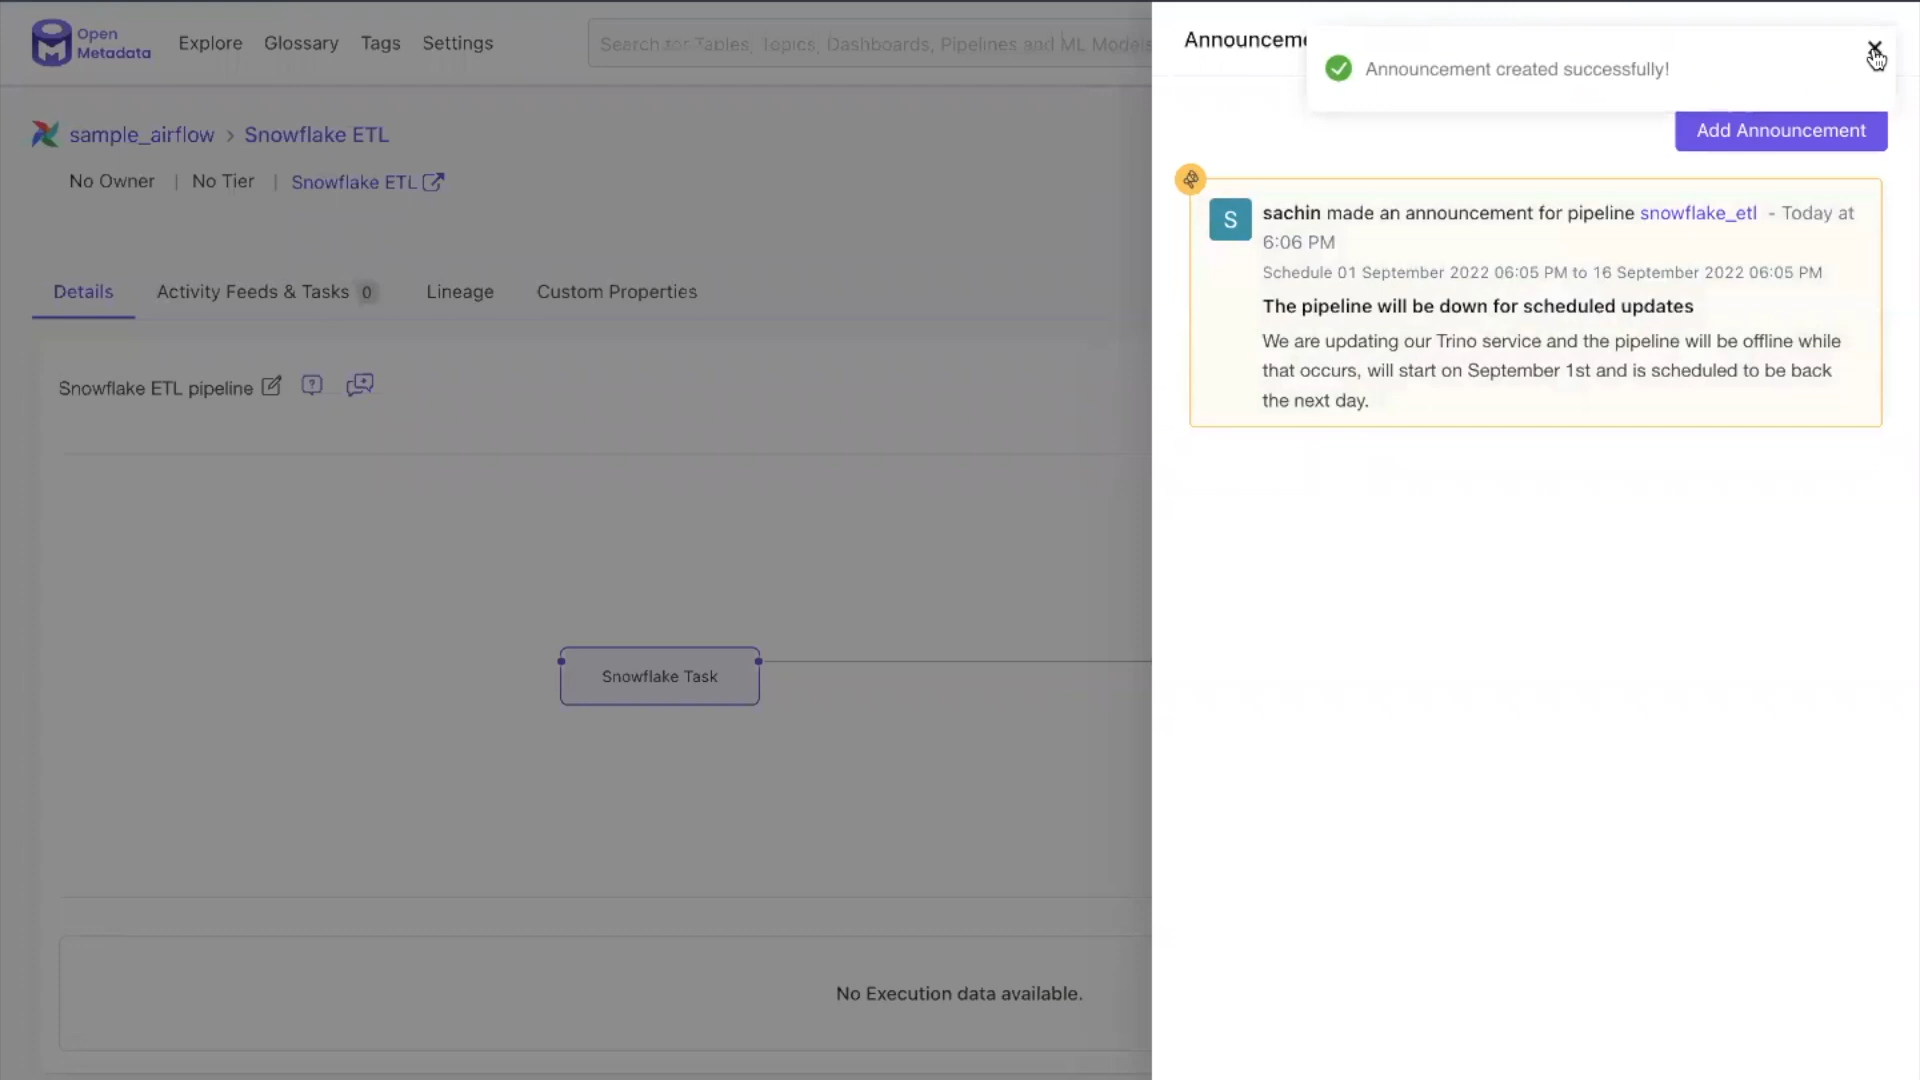 Open
Metadata
Explore
Glossary
Tags
Settings
Search for Tables, Topics, Dashboards, Pipelines and ML Models
sample_airflow > Snowflake ETL
No Owner | No Tier | Snowflake ETL
Details
Activity Feeds & Tasks 0
Lineage
Custom Properties
Snowflake ETL pipeline
Snowflake Task
No Execution data available.
Announceme
Announcement created successfully!
Add Announcement
S
sachin made an announcement for pipeline snowflake_etl - Today at
6:06 PM
Schedule 01 September 2022 06:05 PM to 16 September 2022 06:05 PM
The pipeline will be down for scheduled updates
We are updating our Trino service and the pipeline will be offline while
that occurs, will start on September 1st and is scheduled to be back
the next day.